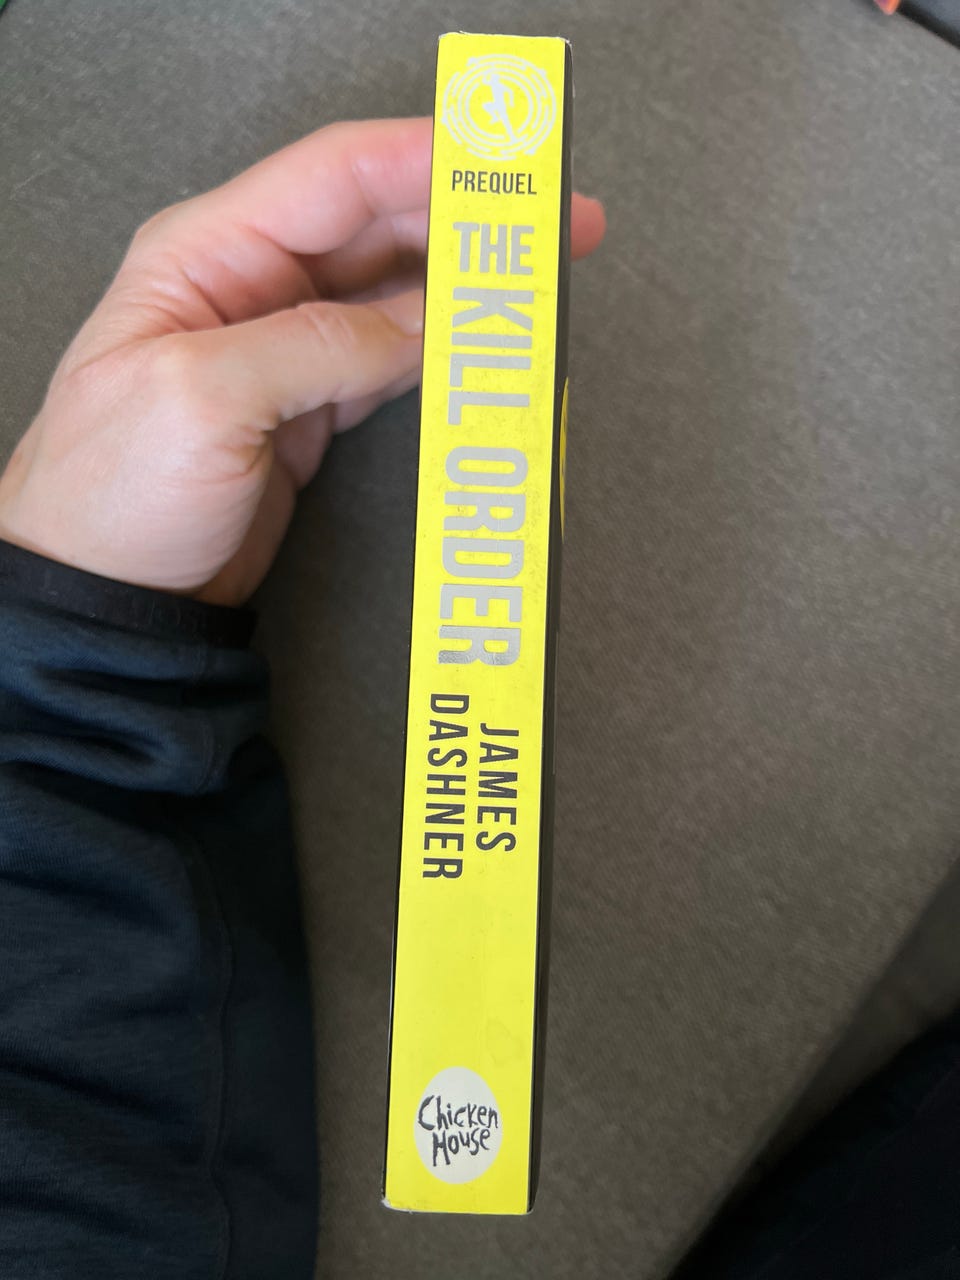 PREQUEL
THE KILL ORDER
JAMES
DASHNER
Chicken
House